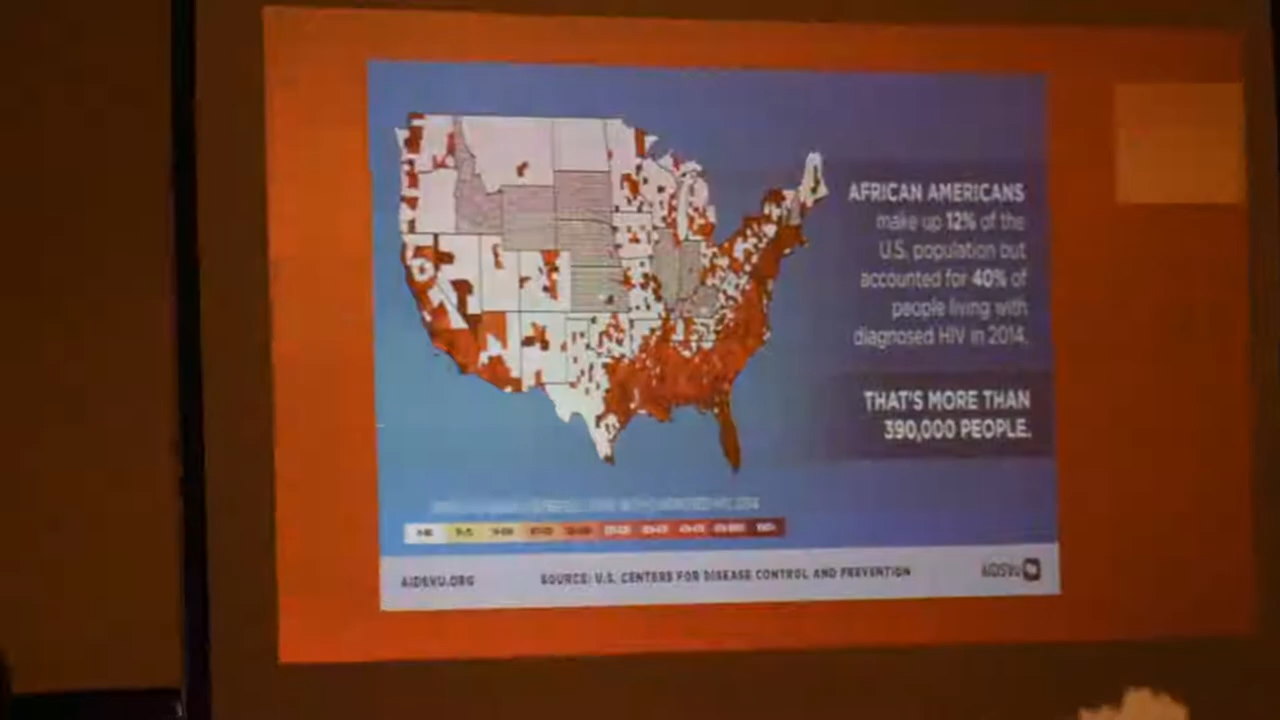 AFRICAN AMERICANS
make up 12% of the
U.S. population but
accounted for 40% of
people living with
diagnosed HIV in 2014.
THAT'S MORE THAN
390,000 PEOPLE.
AIDSVU.ORG
SOURCE: U.S. CENTERS FOR DISEASE CONTROL AND PREVENTION
AIDSVU